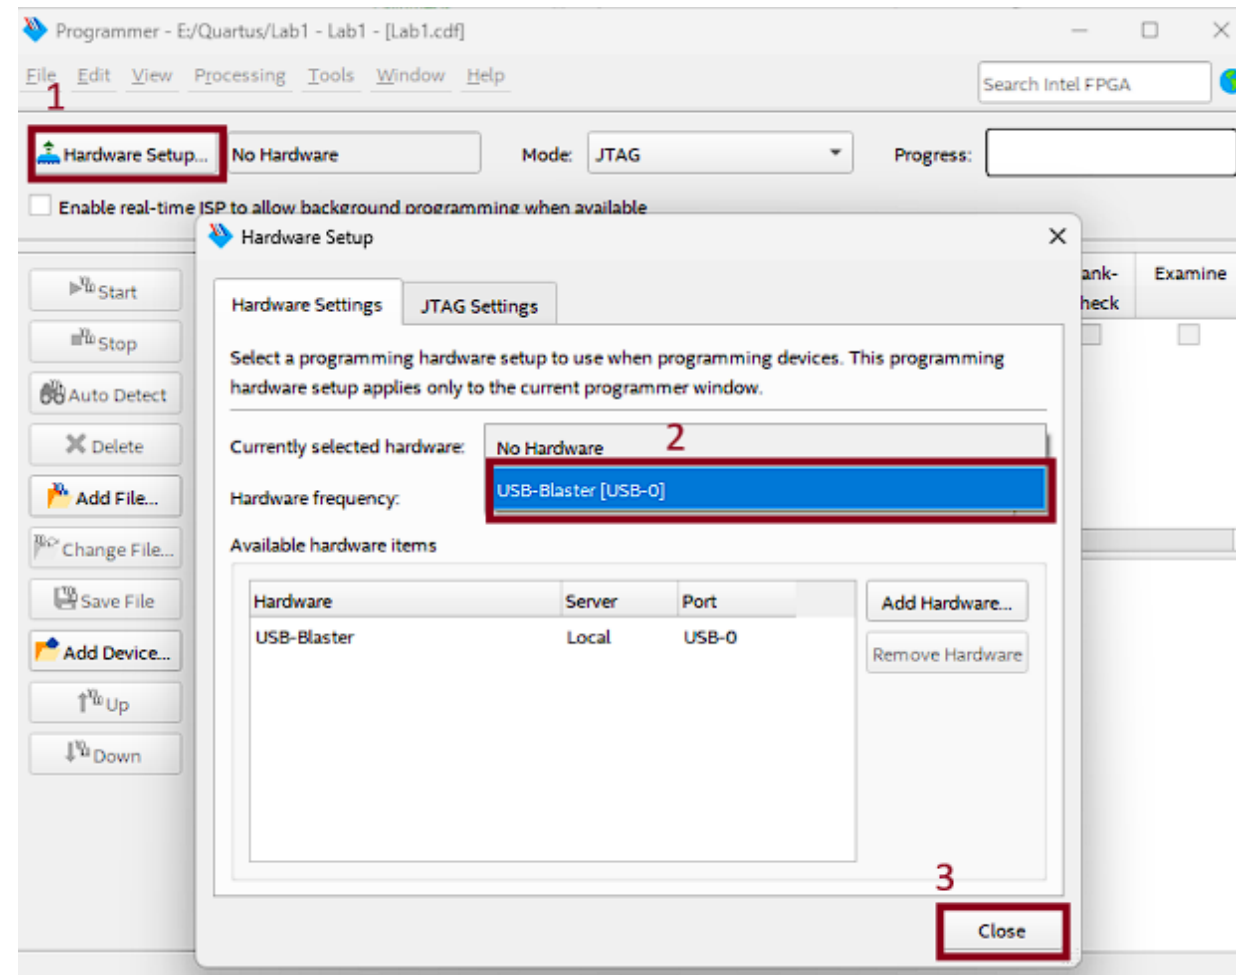 Programmer - E:/Quartus/Lab1 - Lab1 - [Lab1.cdf]
File Edit View Processing Tools Window Help
Search Intel FPGA
1
Hardware Setup... No Hardware Mode: JTAG Progress:
Enable real-time ISP to allow background programming when available
Hardware Setup
ank-
heck
Examine
Start
Stop
Auto Detect
Delete
Add File...
Change File...
Save File
Add Device...
Up
Down
Hardware Settings JTAG Settings
Select a programming hardware setup to use when programming devices. This programming
hardware setup applies only to the current programmer window.
Currently selected hardware: No Hardware
2
Hardware frequency: USB-Blaster [USB-0]
Available hardware items
Hardware Server Port
USB-Blaster Local USB-0
Add Hardware...
Remove Hardware
3
Close